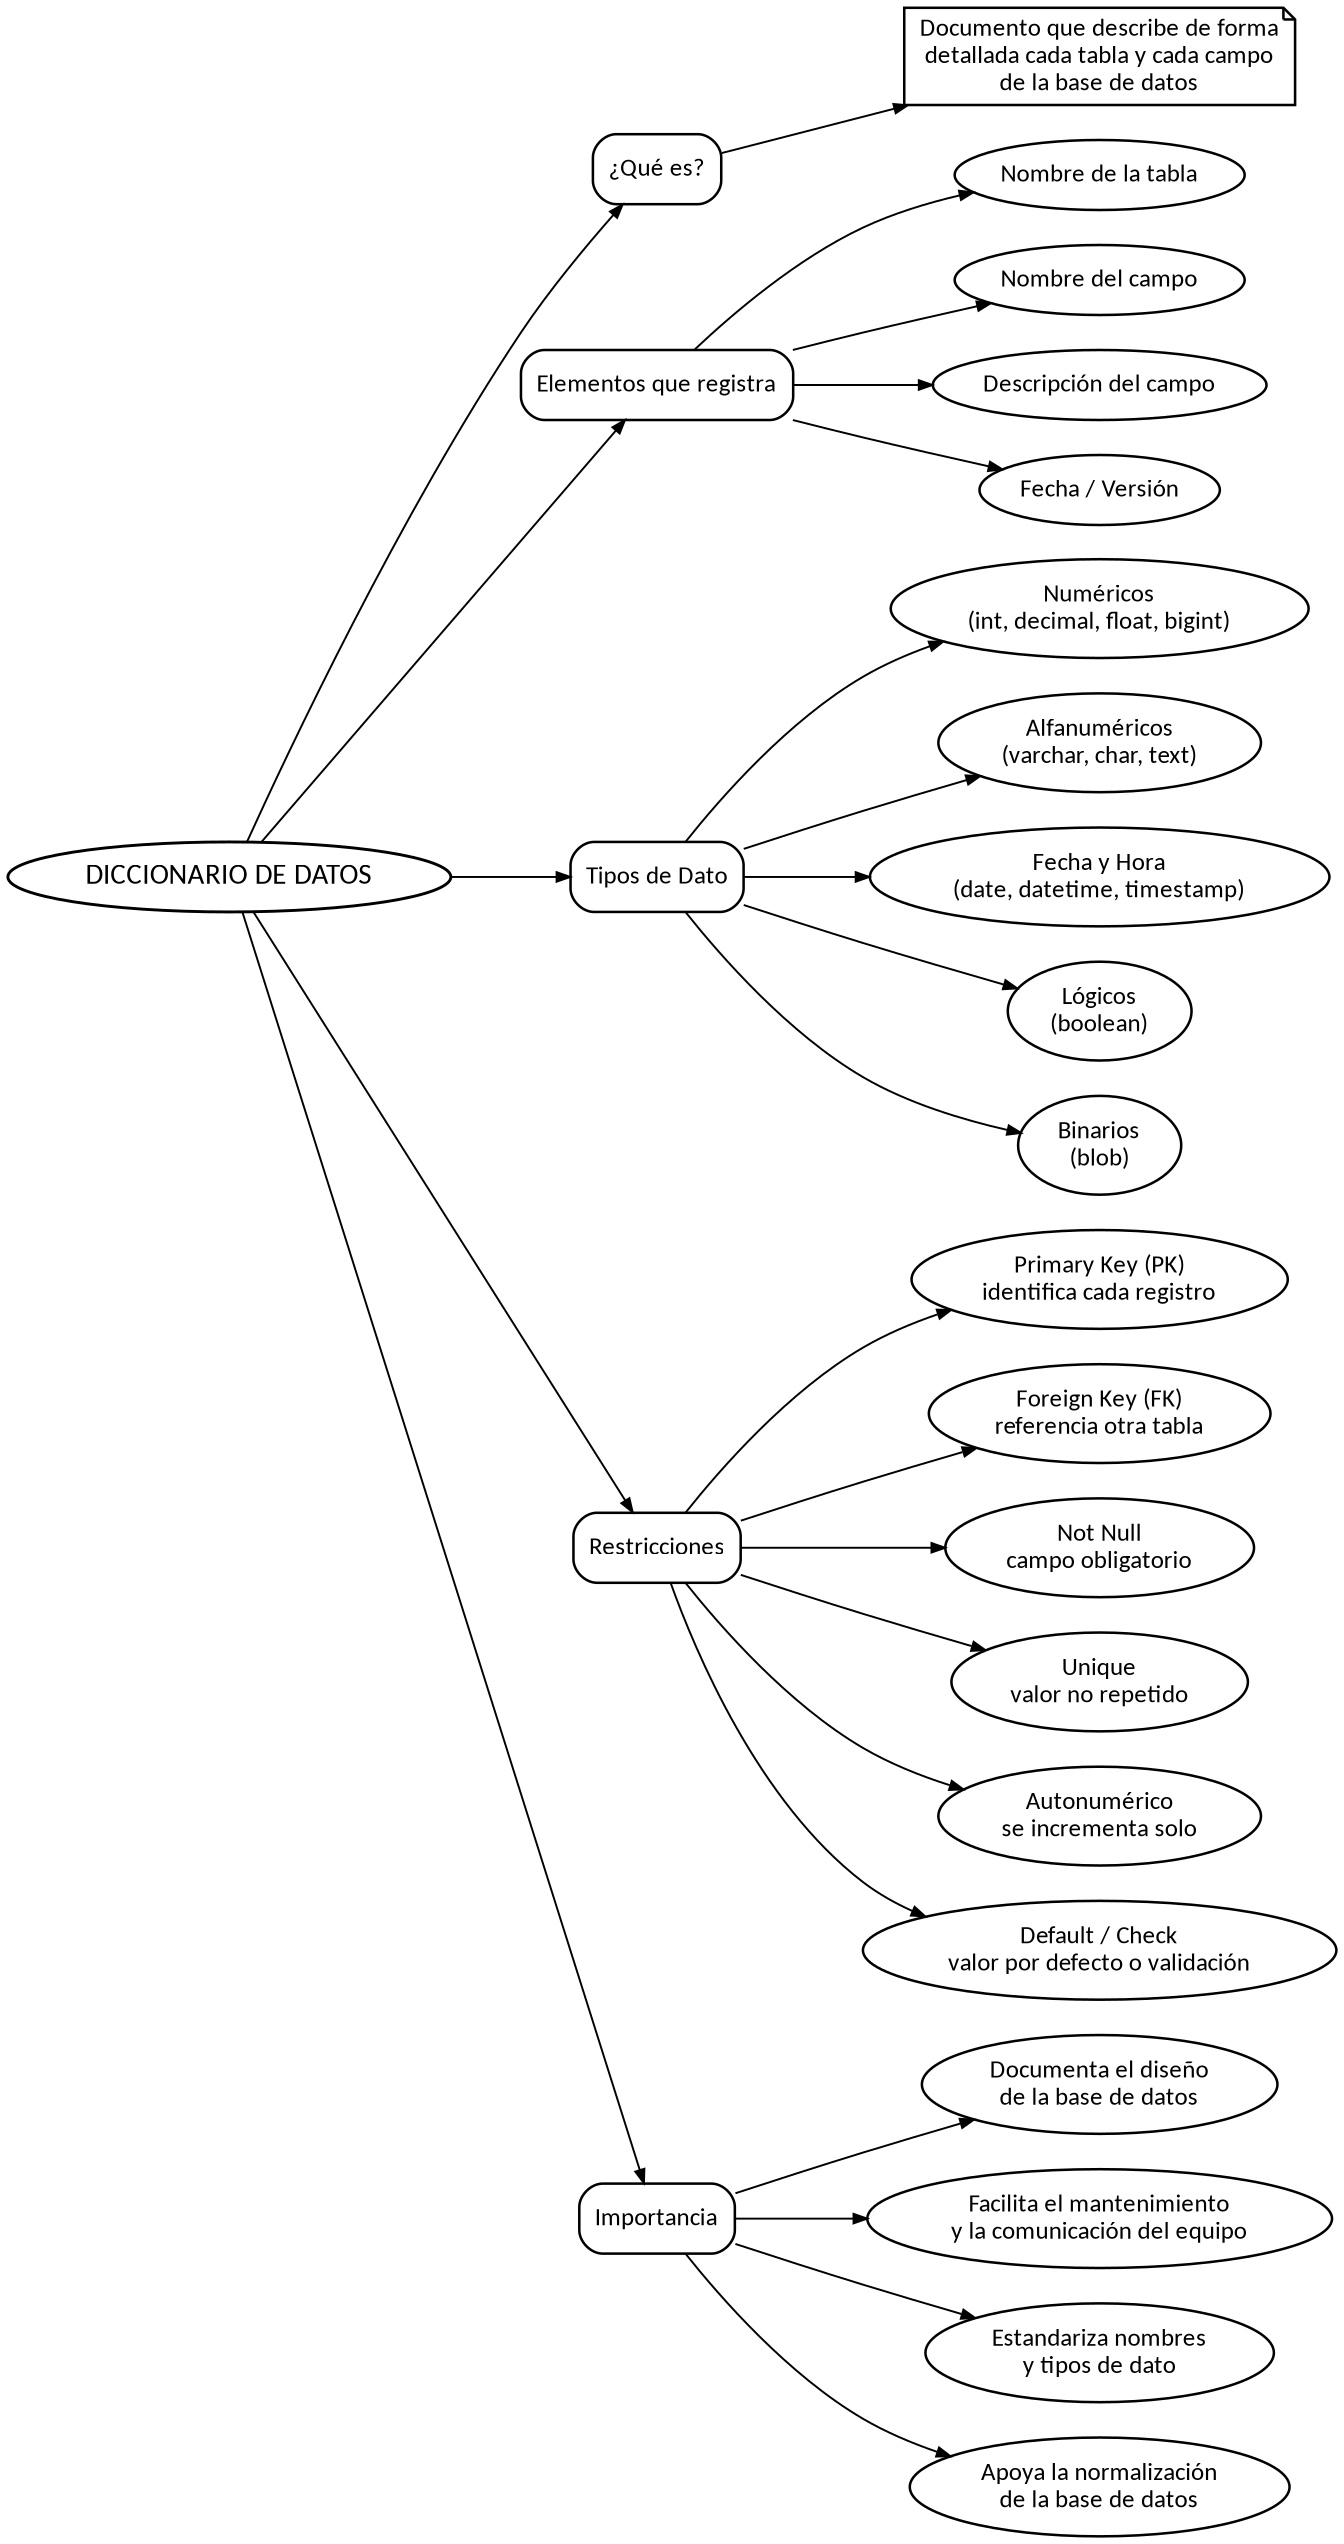 Documento que describe de forma
detallada cada tabla y cada campo
de la base de datos
¿Qué es?
Nombre de la tabla
Nombre del campo
Elementos que registra
Descripción del campo
Fecha / Versión
Numéricos
(int, decimal, float, bigint)
Alfanuméricos
(varchar, char, text)
DICCIONARIO DE DATOS
Tipos de Dato
Fecha y Hora
(date, datetime, timestamp)
Lógicos
(boolean)
Binarios
(blob)
Primary Key (PK)
identifica cada registro
Foreign Key (FK)
referencia otra tabla
Restricciones
Not Null
campo obligatorio
Unique
valor no repetido
Autonumérico
se incrementa solo
Default / Check
valor por defecto o validación
Documenta el diseño
de la base de datos
Importancia
Facilita el mantenimiento
y la comunicación del equipo
Estandariza nombres
y tipos de dato
Apoya la normalización
de la base de datos